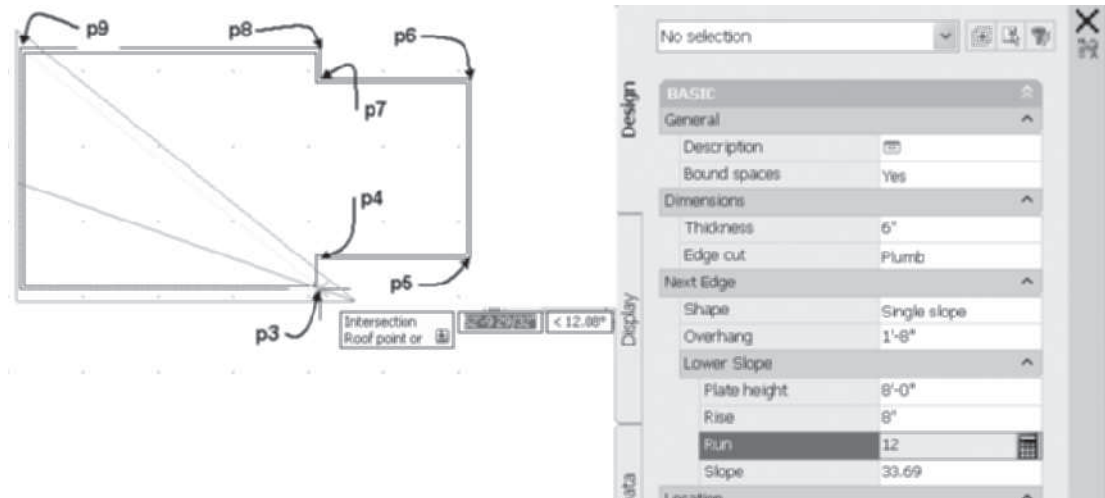 p9
p8
p6
p7
p4
p5
p3
Intersection
Roof point or
< 12.08°
No selection
Design
Display
BASIC
General
Description
Bound spaces Yes
Dimensions
Thickness 6"
Edge cut Plumb
Next Edge
Shape Single slope
Overhang 1'-8"
Lower Slope
Plate height 8'-0"
Rise 8"
Run 12
Slope 33.69
Location